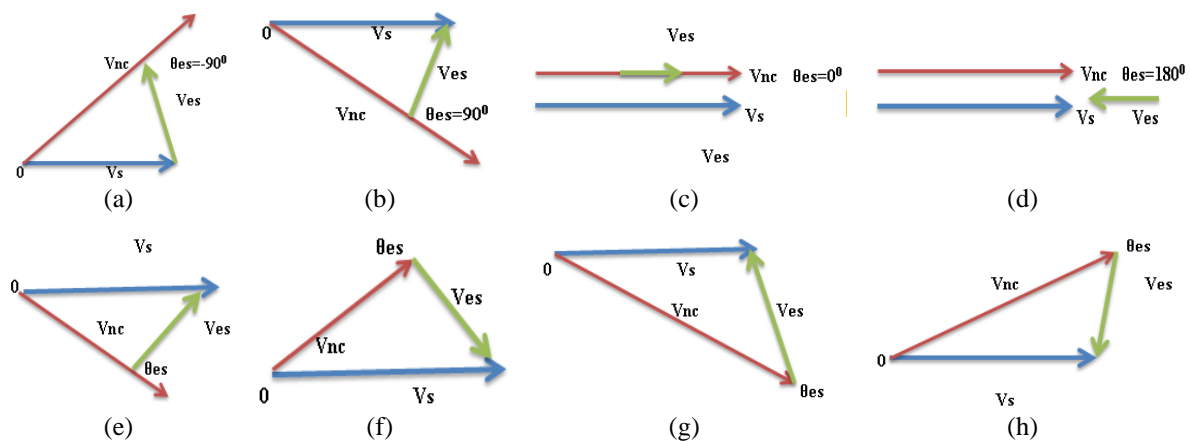 Vnc θes=-90⁰
Ves
0 Vs
(a)
0 Vs
Ves
Vnc θes=90⁰
(b)
Ves
Vnc θes=0⁰
Vs
Ves
(c)
Vnc θes=180⁰
Vs Ves
(d)
Vs
0
Vnc Ves
θes
(e)
θes
Ves
Vnc
0 Vs
(f)
0 Vs
Vnc Ves
θes
(g)
θes
Vnc Ves
0
Vs
(h)